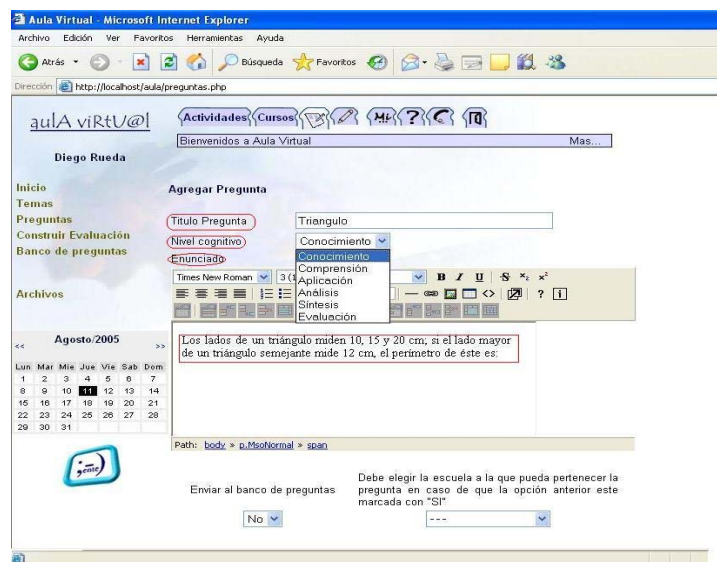 Aula Virtual - Microsoft Internet Explorer
Archivo Edición Ver Favoritos Herramientas Ayuda
Atrás Búsqueda Favoritos
Dirección http://localhost/aula/preguntas.php
aulA viRtU@l
Actividades Cursos Mi ?
Bienvenidos a Aula Virtual Mas...
Diego Rueda
Inicio
Temas
Preguntas
Construir Evaluación
Banco de preguntas
Archivos
Agregar Pregunta
Titulo Pregunta Triangulo
Nivel cognitivo Conocimiento
Enunciado
Conocimiento
Comprensión
Aplicación
Análisis
Síntesis
Evaluación
Times New Roman 3 (1 B I U S x₂ x²
Agosto/2005
<< >>
Lun Mar Mie Jue Vie Sab Dom
1 2 3 4 5 6 7
8 9 10 11 12 13 14
15 16 17 18 19 20 21
22 23 24 25 26 27 28
29 30 31
Los lados de un triángulo miden 10, 15 y 20 cm; si el lado mayor
de un triángulo semejante mide 12 cm, el perímetro de éste es:
Path: body » p.MsoNormal » span
Enviar al banco de preguntas
No
Debe elegir la escuela a la que pueda pertenecer la
pregunta en caso de que la opción anterior este
marcada con "SI"
---